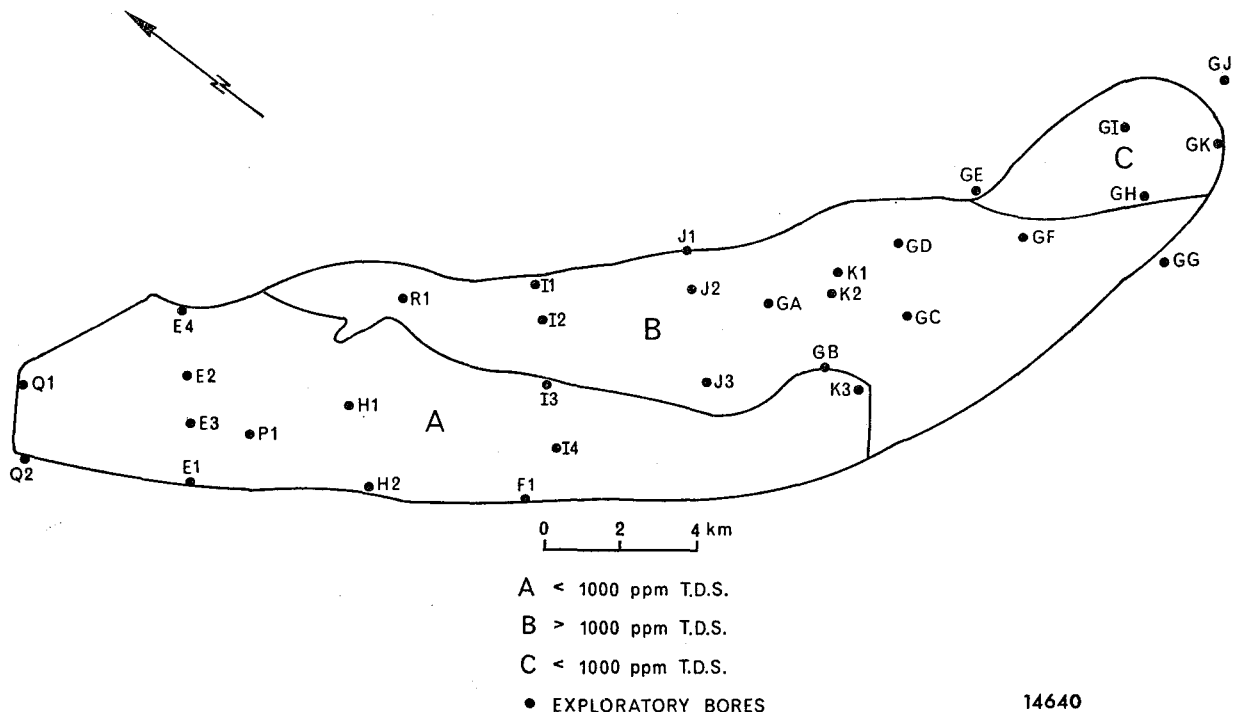 N
GJ
GI
GK
C
GE
GH
GF
GG
J1
GD
K1
J2
K2
GA
GC
I1
R1
I2
B
E4
GB
Q1
E2
J3
K3
I3
H1
A
E3
P1
I4
Q2
E1
H2
F1
0 2 4 km
A < 1000 ppm T.D.S.
B > 1000 ppm T.D.S.
C < 1000 ppm T.D.S.
● EXPLORATORY BORES
14640